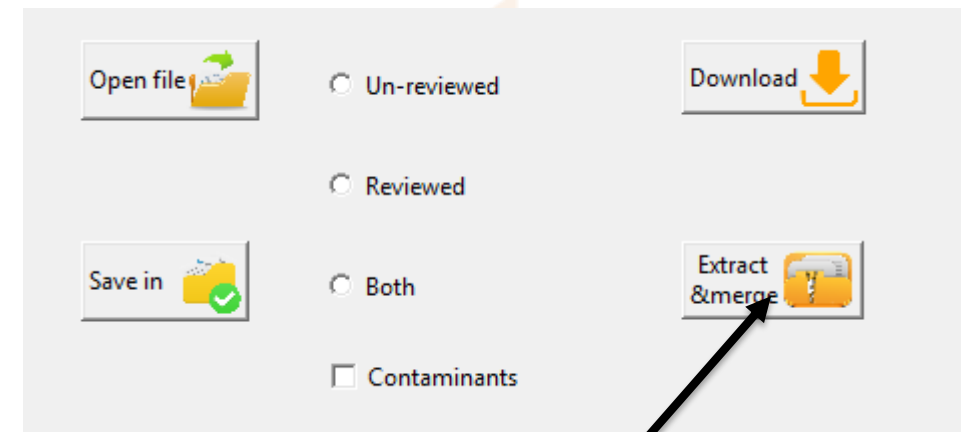 Open file
Un-reviewed
Download
Reviewed
Save in
Both
Extract
&merge
Contaminants